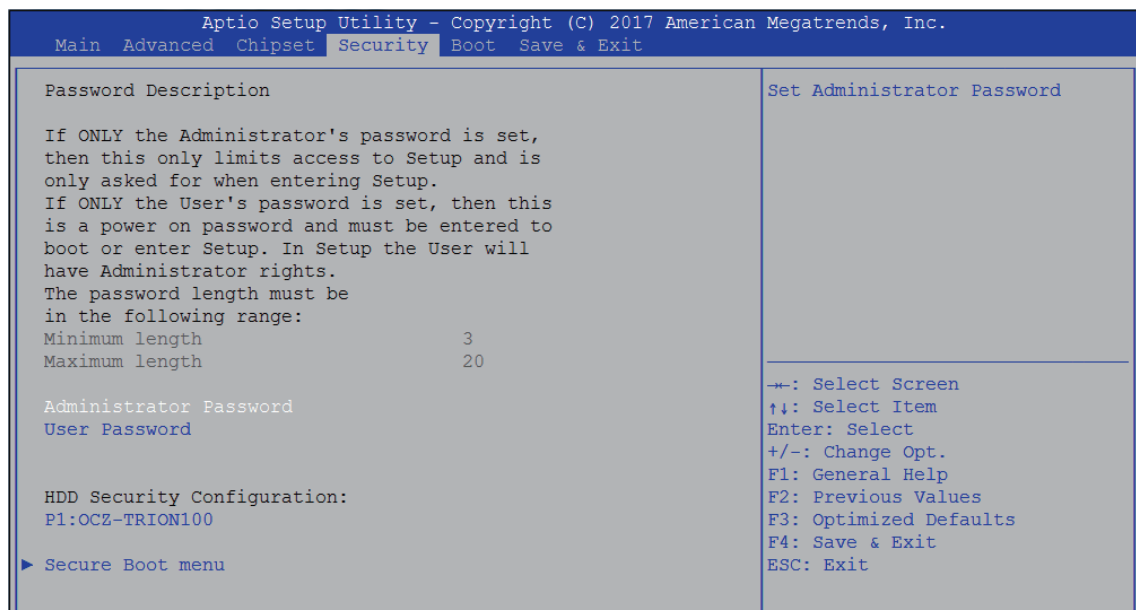 Aptio Setup Utility - Copyright (C) 2017 American Megatrends, Inc.
Main Advanced Chipset Security Boot Save & Exit
Password Description
If ONLY the Administrator's password is set,
then this only limits access to Setup and is
only asked for when entering Setup.
If ONLY the User's password is set, then this
is a power on password and must be entered to
boot or enter Setup. In Setup the User will
have Administrator rights.
The password length must be
in the following range:
Minimum length 3
Maximum length 20
Administrator Password
User Password
HDD Security Configuration:
P1:OCZ-TRION100
► Secure Boot menu
Set Administrator Password
→←: Select Screen
↑↓: Select Item
Enter: Select
+/-: Change Opt.
F1: General Help
F2: Previous Values
F3: Optimized Defaults
F4: Save & Exit
ESC: Exit